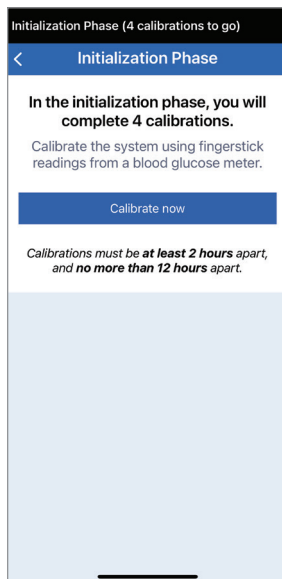 Initialization Phase (4 calibrations to go)
Initialization Phase
In the initialization phase, you will
complete 4 calibrations.
Calibrate the system using fingerstick
readings from a blood glucose meter.
Calibrate now
Calibrations must be at least 2 hours apart,
and no more than 12 hours apart.